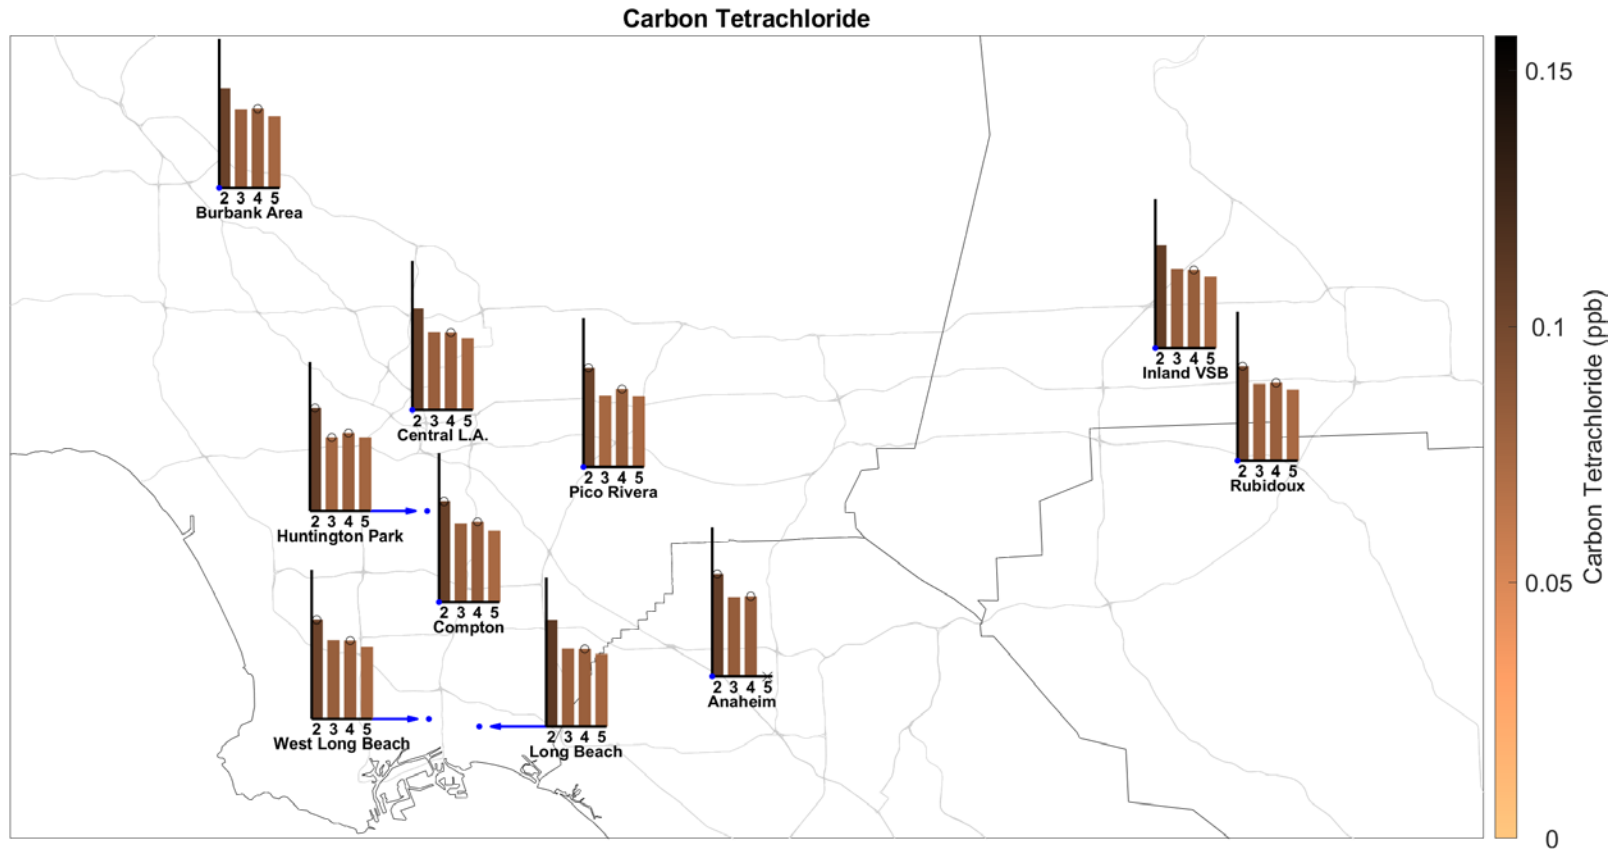 Carbon Tetrachloride
2 3 4 5
Burbank Area
2 3 4 5
Central L.A.
2 3 4 5
Inland VSB
2 3 4 5
Pico Rivera
2 3 4 5
Rubidoux
2 3 4 5
Huntington Park
2 3 4 5
Compton
2 3 4 5
Anaheim
2 3 4 5
West Long Beach
2 3 4 5
Long Beach
0.15
0.1
0.05
0
Carbon Tetrachloride (ppb)